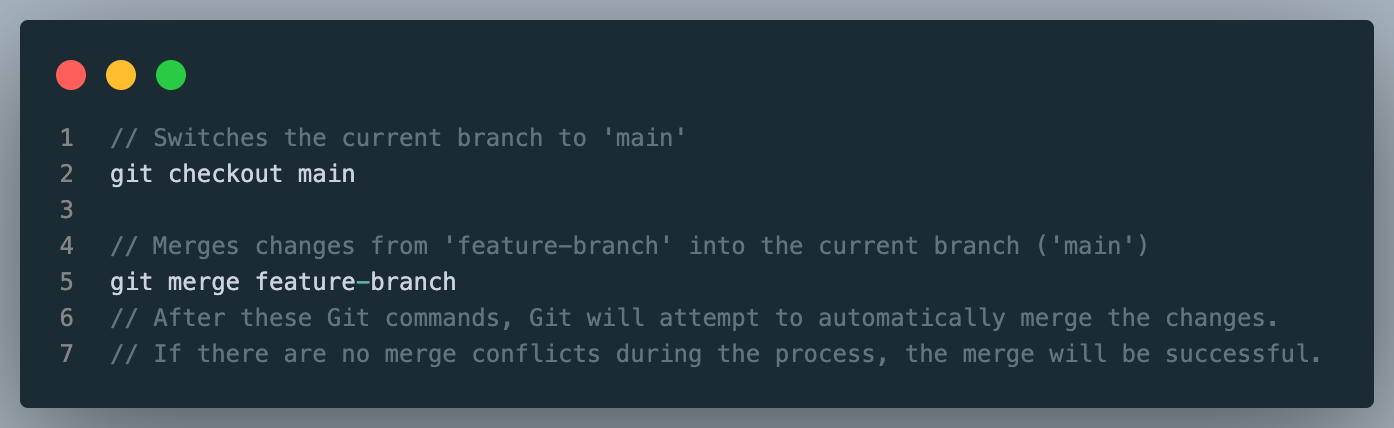 1 // Switches the current branch to 'main'
2 git checkout main
3
4 // Merges changes from 'feature-branch' into the current branch ('main')
5 git merge feature-branch
6 // After these Git commands, Git will attempt to automatically merge the changes.
7 // If there are no merge conflicts during the process, the merge will be successful.